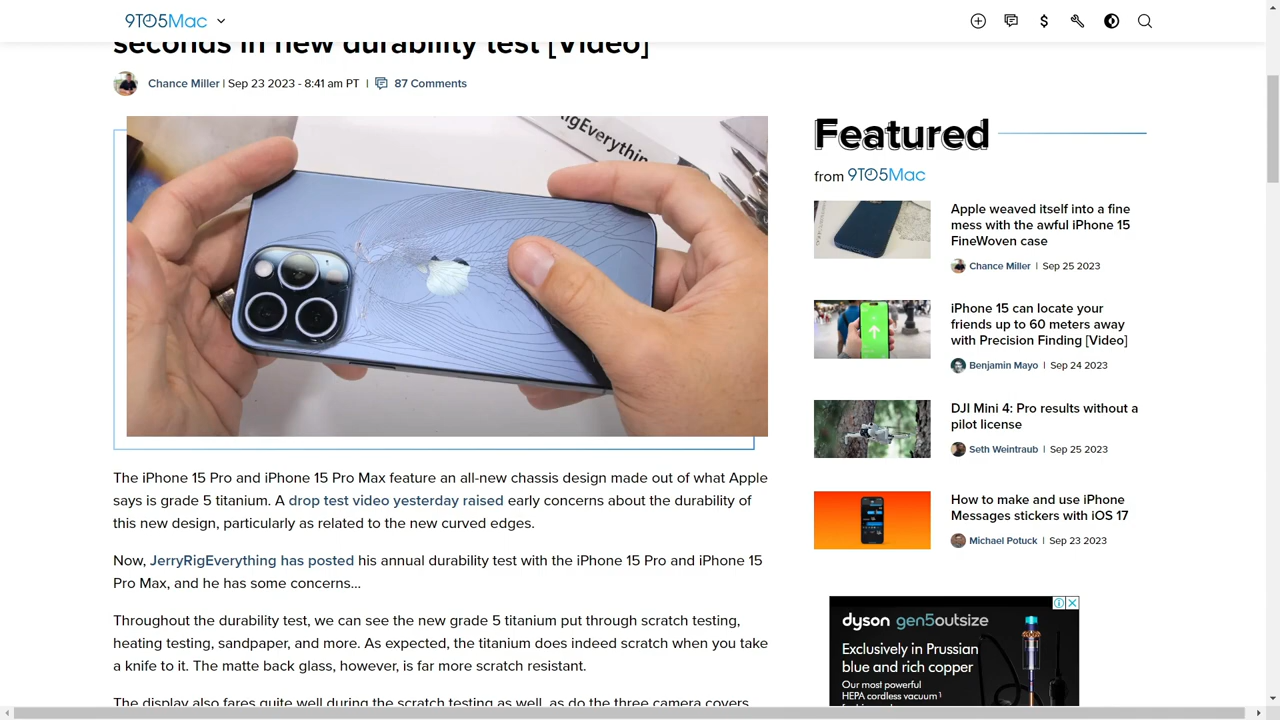 9TO5Mac
seconds in new durability test [Video]
Chance Miller | Sep 23 2023 - 8:41 am PT | 87 Comments
igEverythin
The iPhone 15 Pro and iPhone 15 Pro Max feature an all-new chassis design made out of what Apple
says is grade 5 titanium. A drop test video yesterday raised early concerns about the durability of
this new design, particularly as related to the new curved edges.
Now, JerryRigEverything has posted his annual durability test with the iPhone 15 Pro and iPhone 15
Pro Max, and he has some concerns…
Throughout the durability test, we can see the new grade 5 titanium put through scratch testing,
heating testing, sandpaper, and more. As expected, the titanium does indeed scratch when you take
a knife to it. The matte back glass, however, is far more scratch resistant.
The display also fares quite well during the scratch testing as well, as do the three camera covers
Featured
from 9TO5Mac
Apple weaved itself into a fine
mess with the awful iPhone 15
FineWoven case
Chance Miller | Sep 25 2023
iPhone 15 can locate your
friends up to 60 meters away
with Precision Finding [Video]
Benjamin Mayo | Sep 24 2023
DJI Mini 4: Pro results without a
pilot license
Seth Weintraub | Sep 25 2023
How to make and use iPhone
Messages stickers with iOS 17
Michael Potuck | Sep 23 2023
dyson gen5outsize
Exclusively in Prussian
blue and rich copper
Our most powerful
HEPA cordless vacuum¹